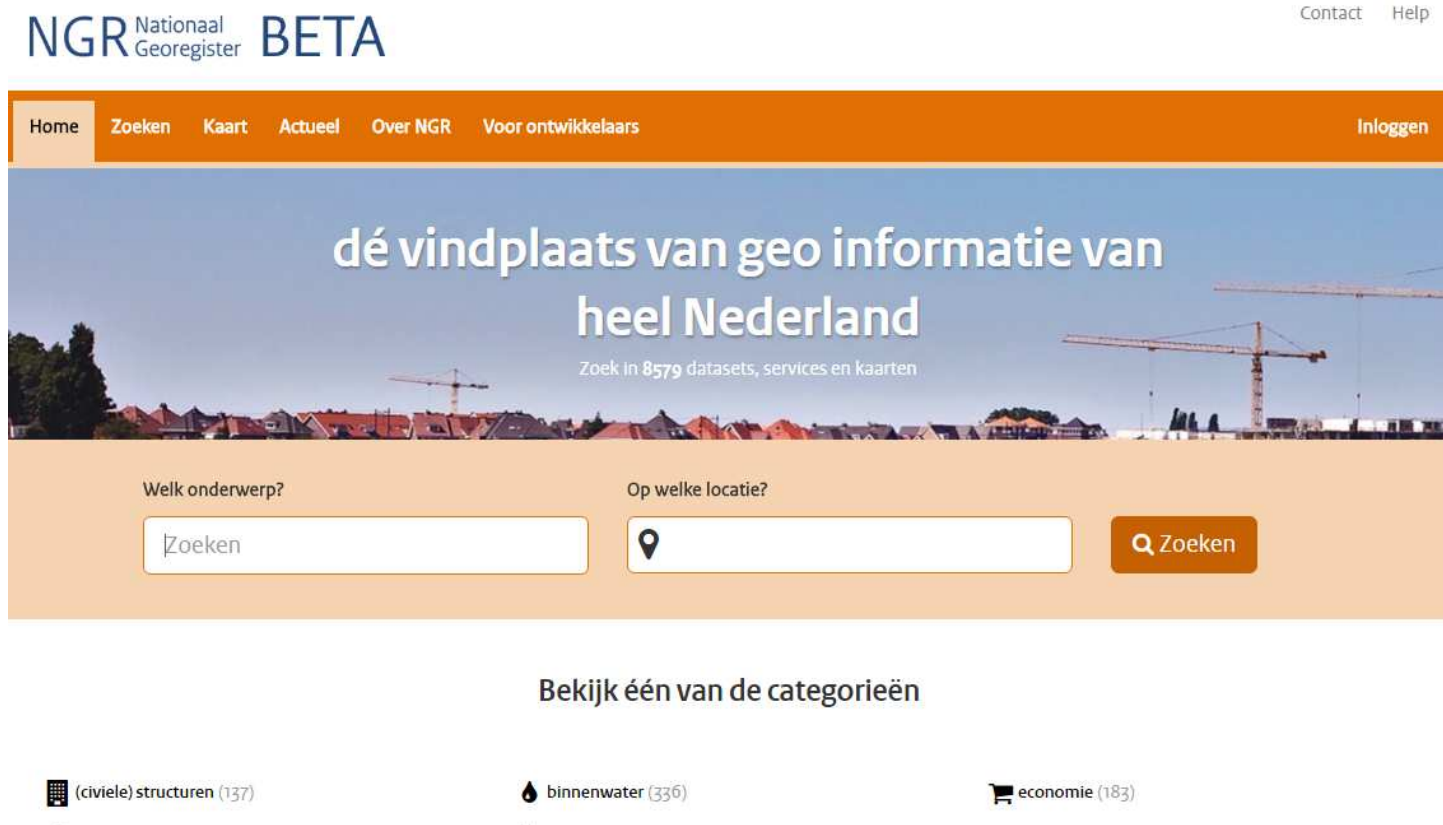 NGR Nationaal Georegister BETA
Contact Help
Home Zoeken Kaart Actueel Over NGR Voor ontwikkelaars Inloggen
dé vindplaats van geo informatie van
heel Nederland
Zoek in 8579 datasets, services en kaarten
Welk onderwerp? Op welke locatie?
Zoeken Zoeken
Bekijk één van de categorieën
(civiele) structuren (137) binnenwater (336) economie (183)